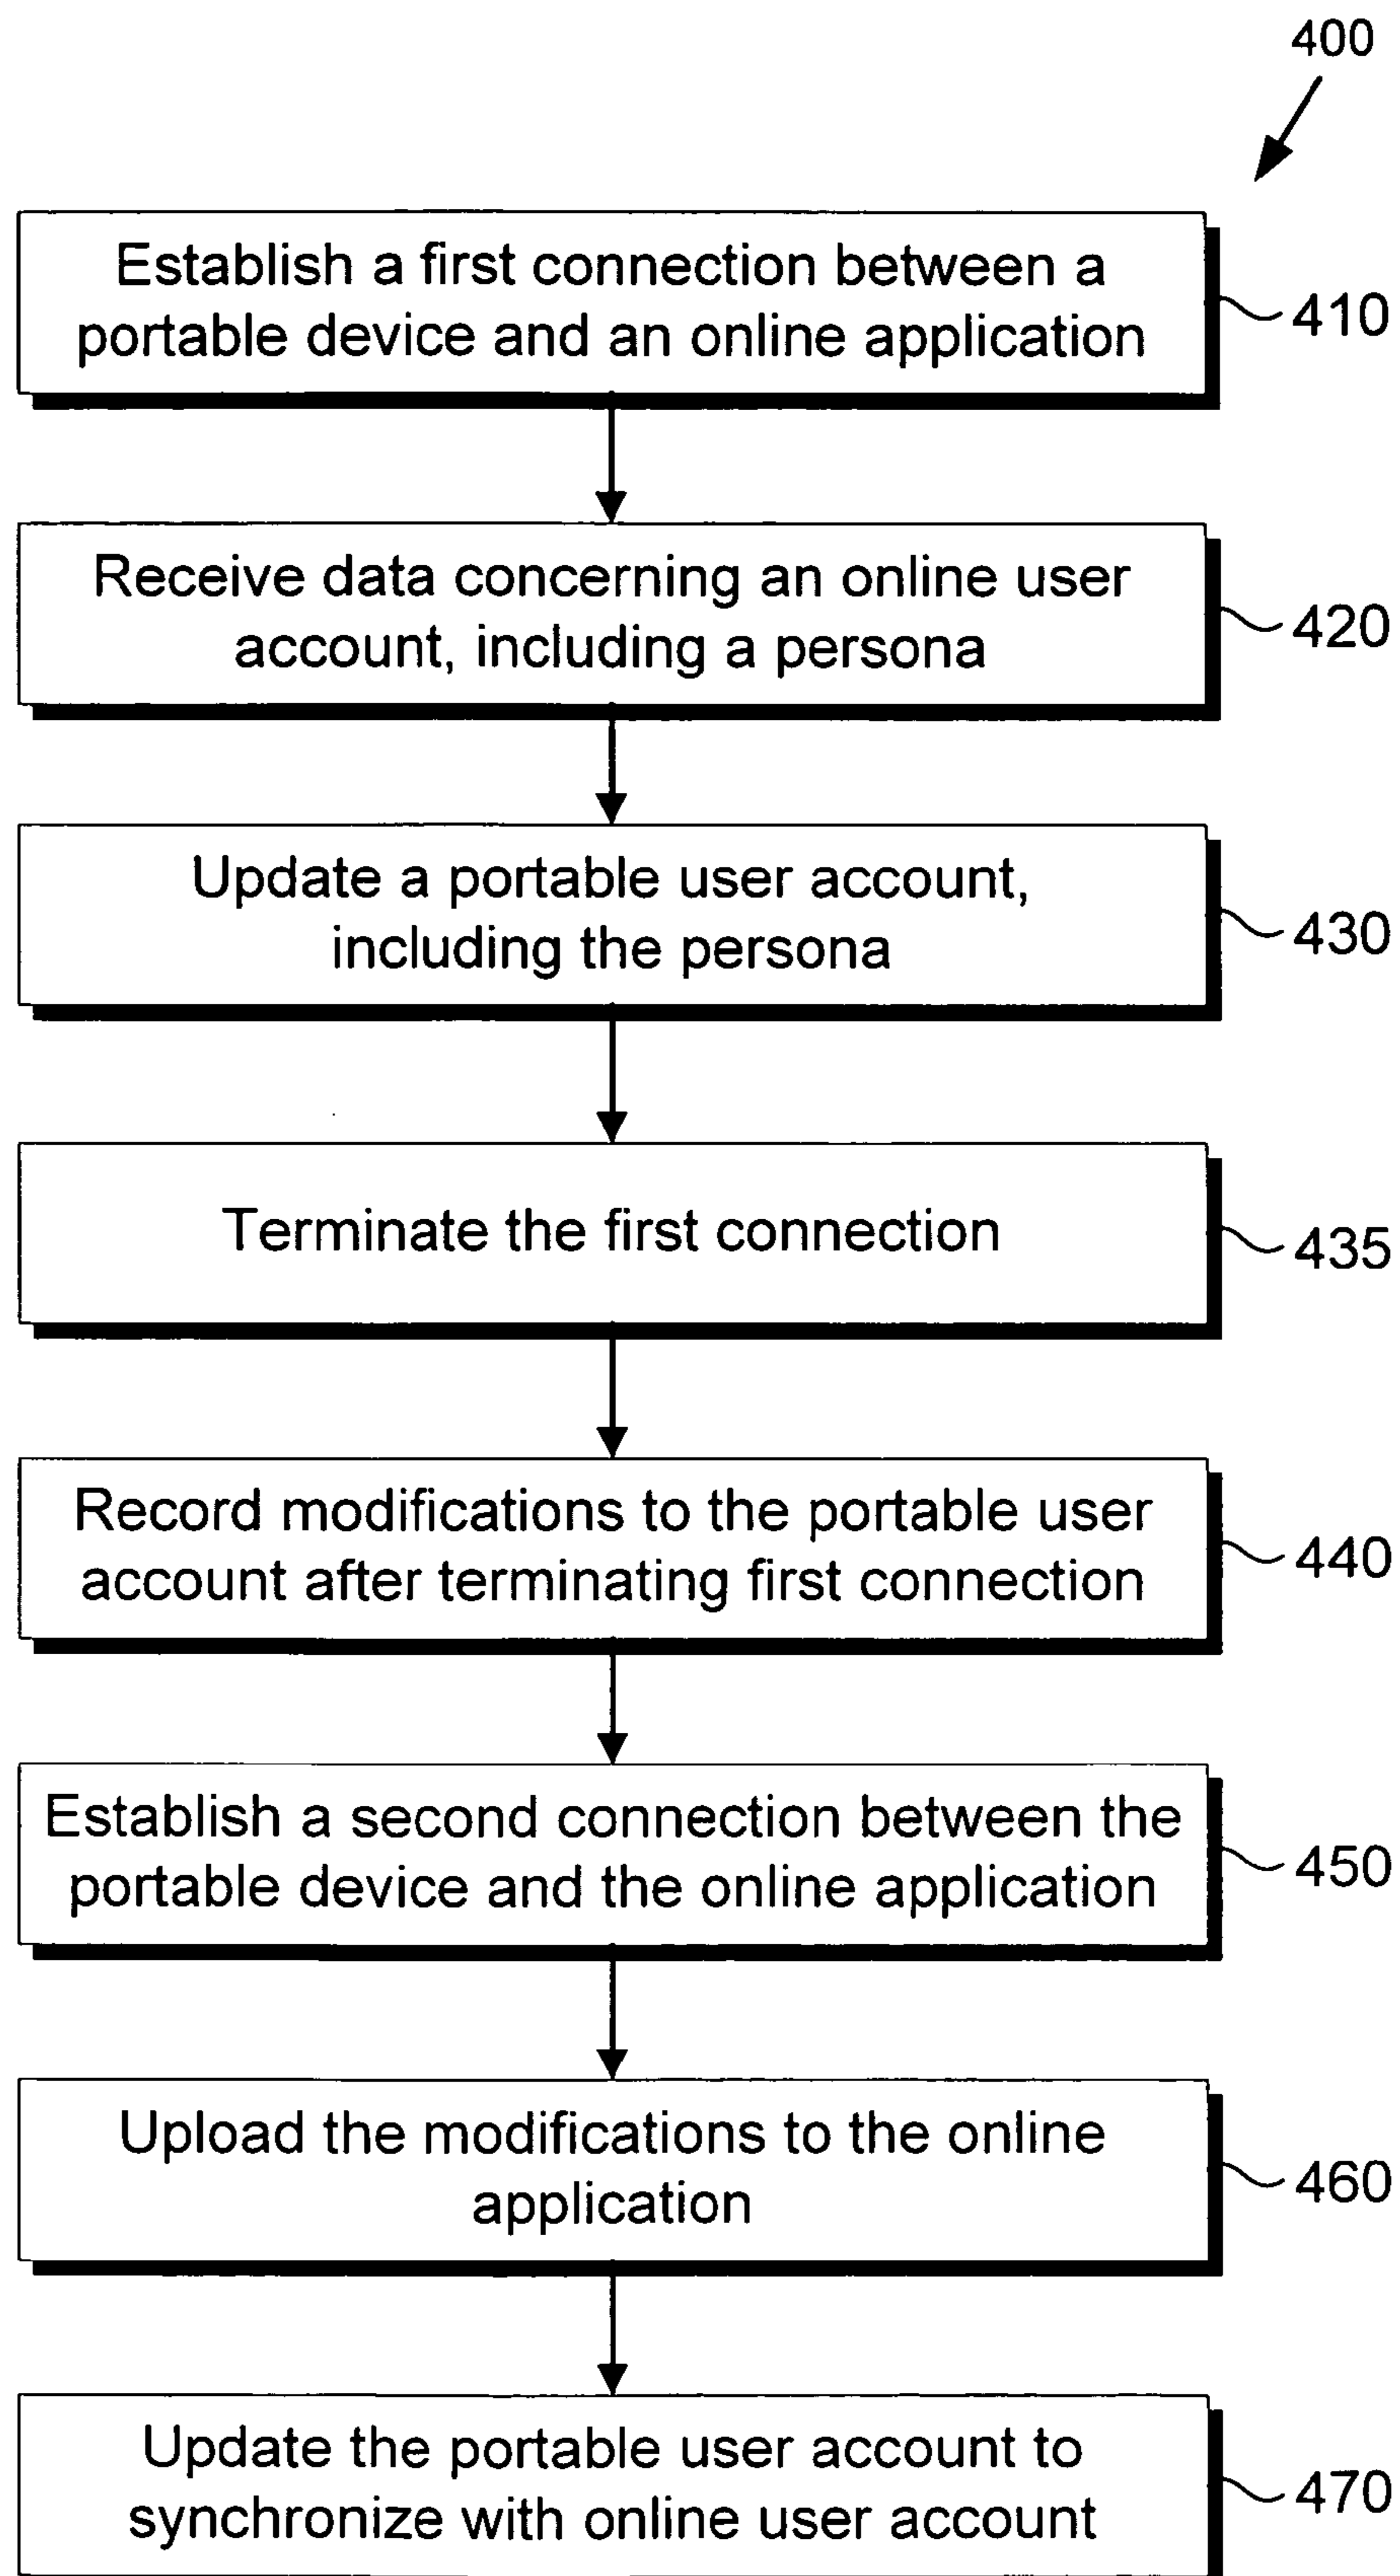 400
Establish a first connection between a
portable device and an online application
410
Receive data concerning an online user
account, including a persona
420
Update a portable user account,
including the persona
430
Terminate the first connection
435
Record modifications to the portable user
account after terminating first connection
440
Establish a second connection between the
portable device and the online application
450
Upload the modifications to the online
application
460
Update the portable user account to
synchronize with online user account
470